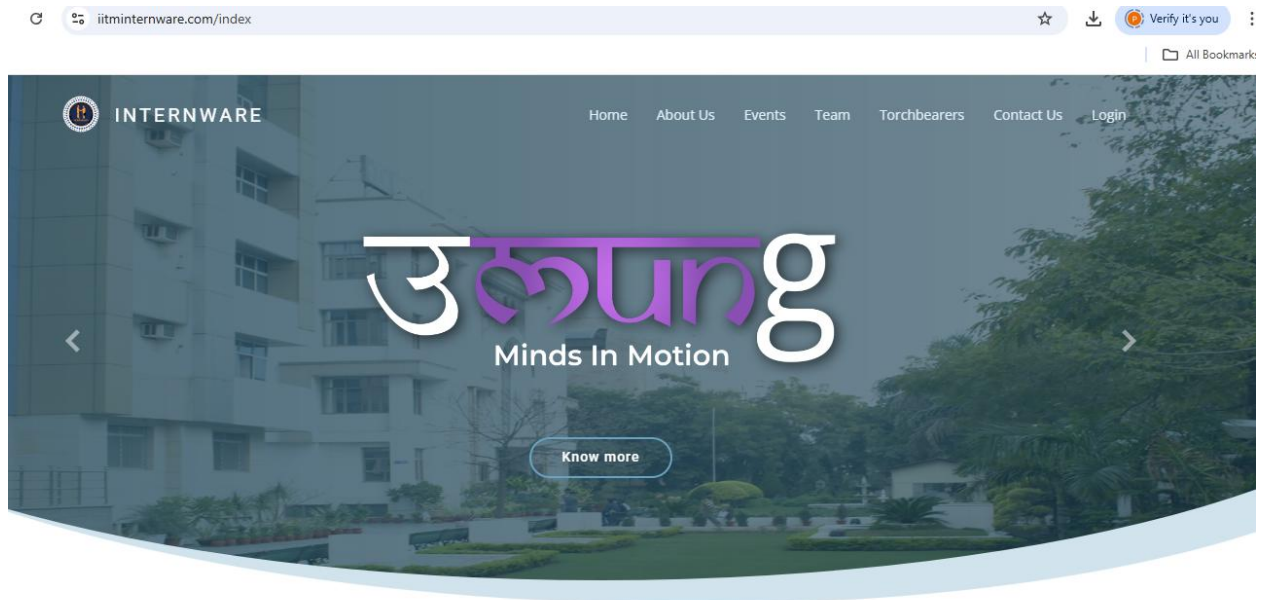 iitminternware.com/index
Verify it's you
All Bookmarks
INTERNWARE
Home About Us Events Team Torchbearers Contact Us Login
उmung
Minds In Motion
Know more